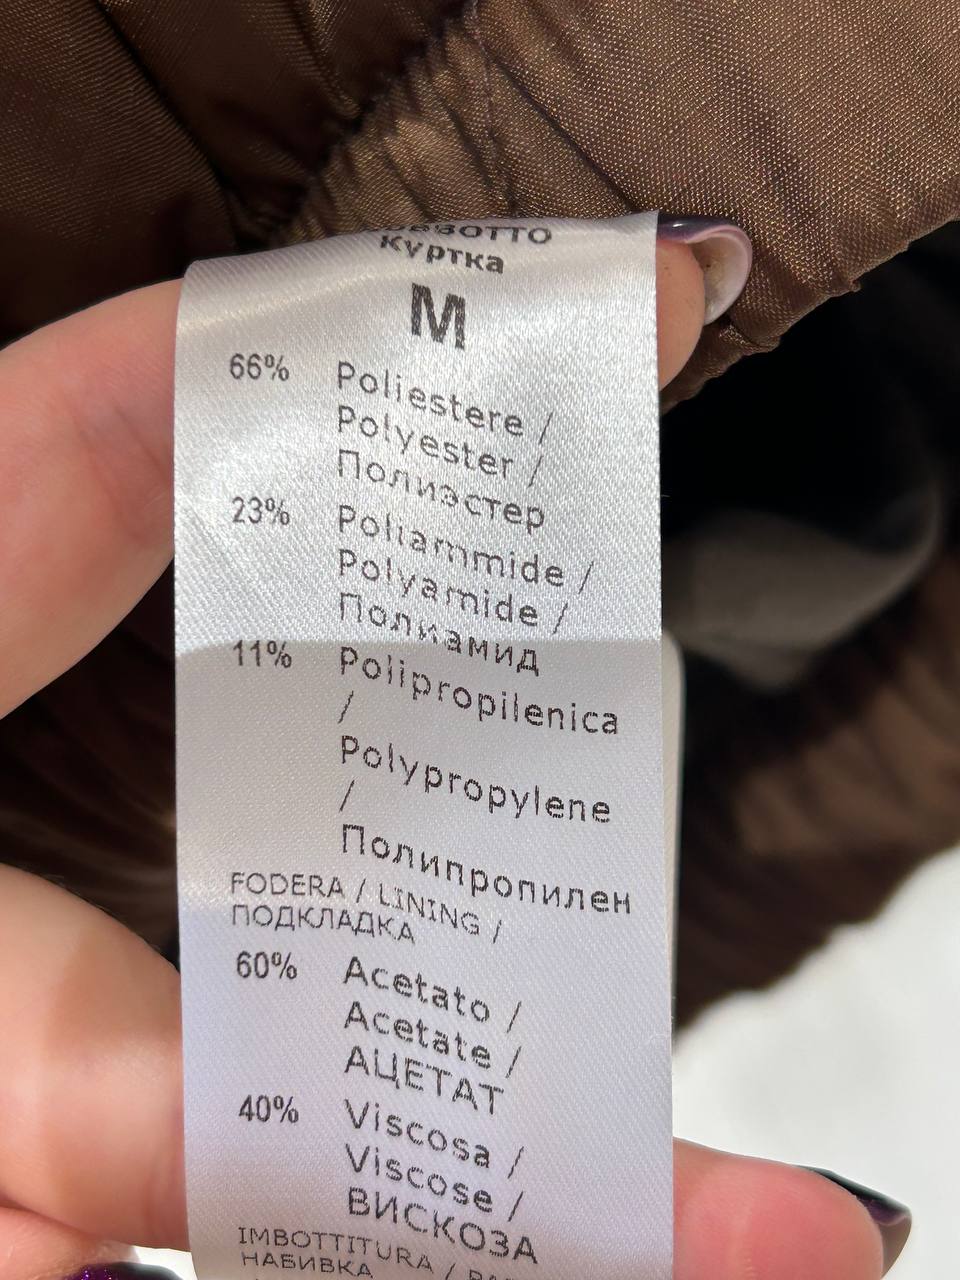 куртка
M
66% Poliestere /
Polyester /
Полиэстер
23% Poliammide /
Polyamide /
Полиамид
11% Polipropilenica
/
Polypropylene
/
Полипропилен
FODERA / LINING /
ПОДКЛАДКА
60% Acetato /
Acetate /
АЦЕТАТ
40% Viscosa /
Viscose /
ВИСКОЗА
IMBOTTITURA /
НАБИВКА